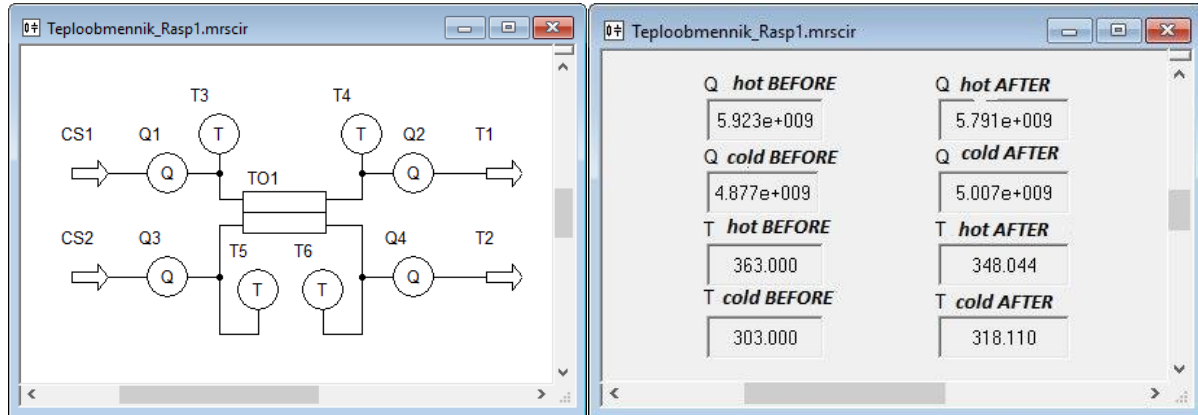 Teploobmennik_Rasp1.mrscir
T3 T4
CS1 Q1 T Q2 T1
T
Q TO1 Q
CS2 Q3 T5 T6 Q4 T2
Q T T Q
Teploobmennik_Rasp1.mrscir
Q hot BEFORE Q hot AFTER
5.923e+009 5.791e+009
Q cold BEFORE Q cold AFTER
4.877e+009 5.007e+009
T hot BEFORE T hot AFTER
363.000 348.044
T cold BEFORE T cold AFTER
303.000 318.110